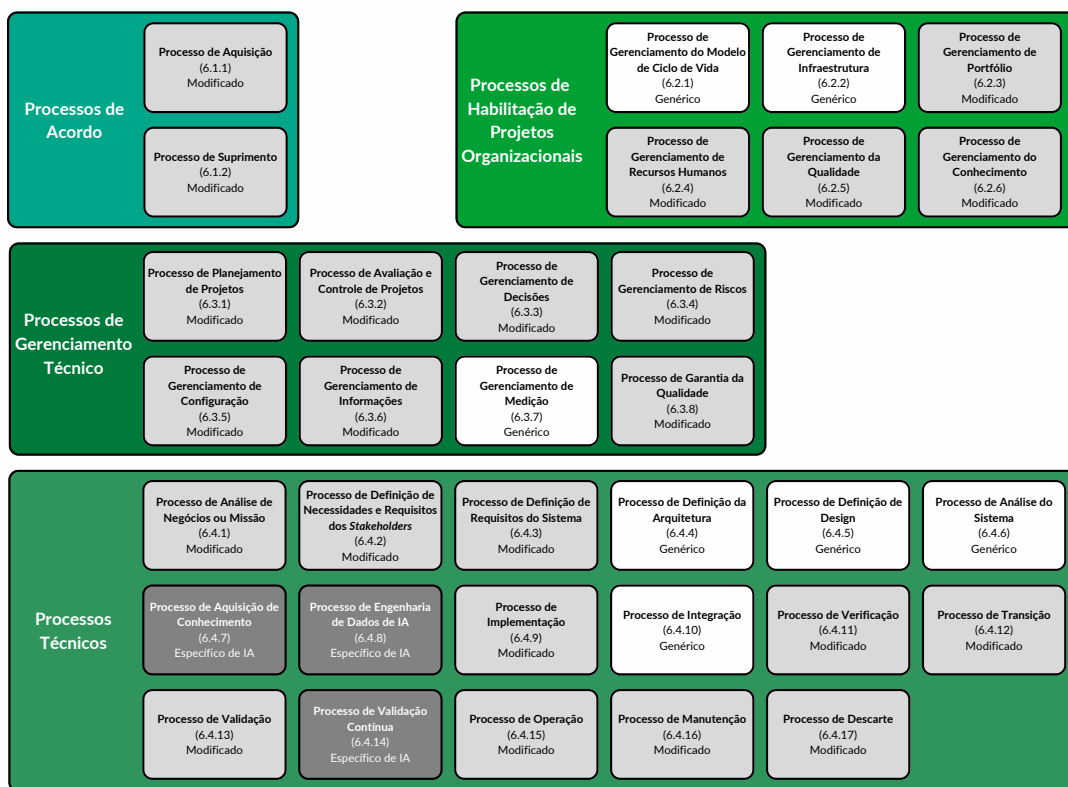 Processos de
Acordo
Processo de Aquisição
(6.1.1)
Modificado
Processo de Suprimento
(6.1.2)
Modificado
Processos de
Habilitação de
Projetos
Organizacionais
Processo de
Gerenciamento do Modelo
de Ciclo de Vida
(6.2.1)
Genérico
Processo de
Gerenciamento de
Infraestrutura
(6.2.2)
Genérico
Processo de
Gerenciamento de
Portfólio
(6.2.3)
Modificado
Processo de
Gerenciamento de
Recursos Humanos
(6.2.4)
Modificado
Processo de
Gerenciamento da
Qualidade
(6.2.5)
Modificado
Processo de
Gerenciamento do
Conhecimento
(6.2.6)
Modificado
Processos de
Gerenciamento
Técnico
Processo de Planejamento
de Projetos
(6.3.1)
Modificado
Processo de Avaliação e
Controle de Projetos
(6.3.2)
Modificado
Processo de
Gerenciamento de
Decisões
(6.3.3)
Modificado
Processo de
Gerenciamento de Riscos
(6.3.4)
Modificado
Processo de
Gerenciamento de
Configuração
(6.3.5)
Modificado
Processo de
Gerenciamento de
Informações
(6.3.6)
Modificado
Processo de
Gerenciamento de
Medição
(6.3.7)
Genérico
Processo de Garantia da
Qualidade
(6.3.8)
Modificado
Processos
Técnicos
Processo de Análise de
Negócios ou Missão
(6.4.1)
Modificado
Processo de Definição de
Necessidades e Requisitos
dos Stakeholders
(6.4.2)
Modificado
Processo de Definição de
Requisitos do Sistema
(6.4.3)
Modificado
Processo de Definição da
Arquitetura
(6.4.4)
Genérico
Processo de Definição de
Design
(6.4.5)
Genérico
Processo de Análise do
Sistema
(6.4.6)
Genérico
Processo de Aquisição de
Conhecimento
(6.4.7)
Específico de IA
Processo de Engenharia
de Dados de IA
(6.4.8)
Específico de IA
Processo de
Implementação
(6.4.9)
Modificado
Processo de Integração
(6.4.10)
Genérico
Processo de Verificação
(6.4.11)
Modificado
Processo de Transição
(6.4.12)
Modificado
Processo de Validação
(6.4.13)
Modificado
Processo de Validação
Contínua
(6.4.14)
Específico de IA
Processo de Operação
(6.4.15)
Modificado
Processo de Manutenção
(6.4.16)
Modificado
Processo de Descarte
(6.4.17)
Modificado